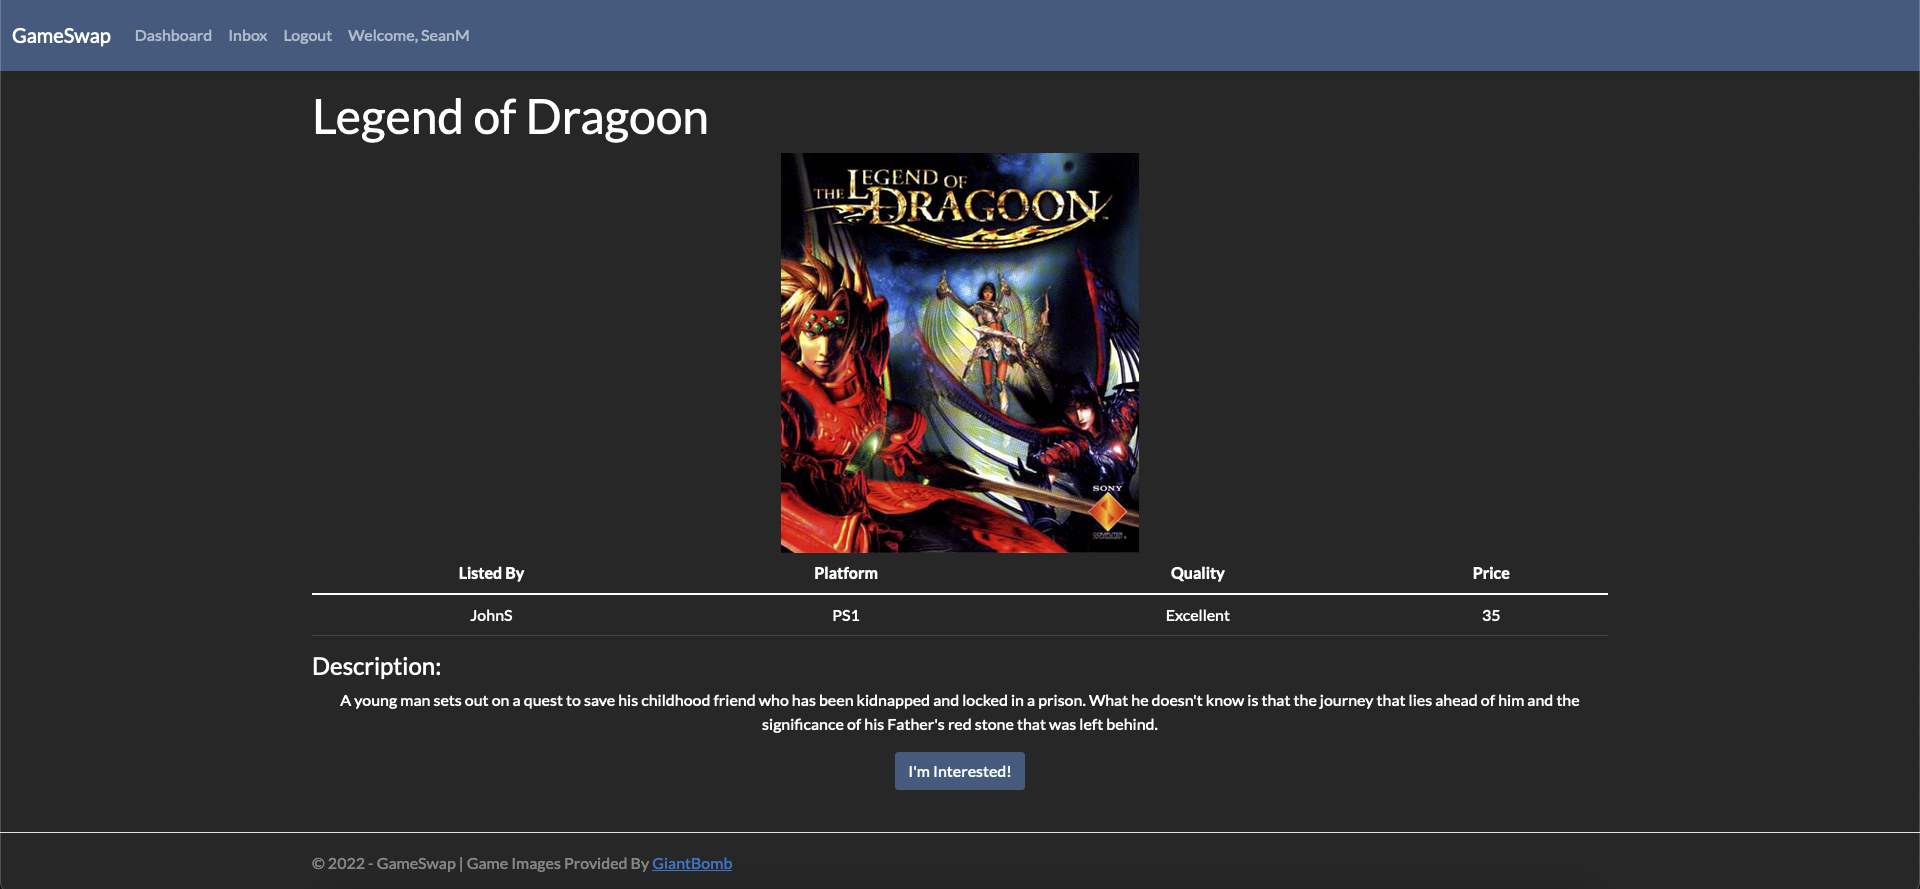 GameSwap Dashboard Inbox Logout Welcome, SeanM
Legend of Dragoon
THE LEGEND OF
DRAGOON
SONY
COMPUTER
Listed By Platform Quality Price
JohnS PS1 Excellent 35
Description:
A young man sets out on a quest to save his childhood friend who has been kidnapped and locked in a prison. What he doesn't know is that the journey that lies ahead of him and the
significance of his Father's red stone that was left behind.
I'm Interested!
© 2022 - GameSwap | Game Images Provided By GiantBomb